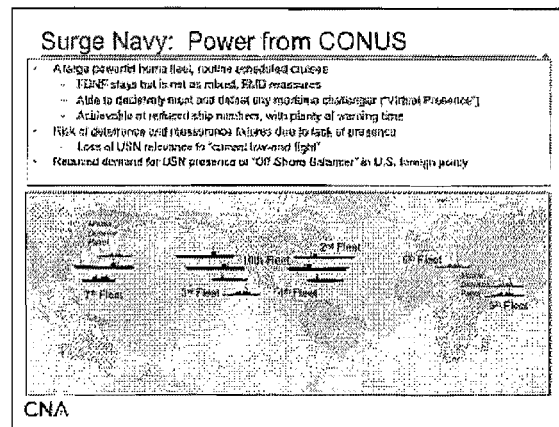 Surge Navy: Power from CONUS
- A large powerful home fleet, routine scheduled cruises
- FDNF stays but is not as robust, BMD measures
- Able to decisively meet and defeat any maritime challenger ("Virtual Presence")
- Achievable at reduced ship numbers, with plenty of warning time
- Risk of deterrence and reassurance failures due to lack of presence
- Loss of USN relevance to "current low-end fight"
- Reduced demand for USN presence or "Off-Shore Balancer" in U.S. foreign policy
2nd Fleet
10th Fleet
6th Fleet
7th Fleet
3rd Fleet
4th Fleet
5th Fleet
CNA